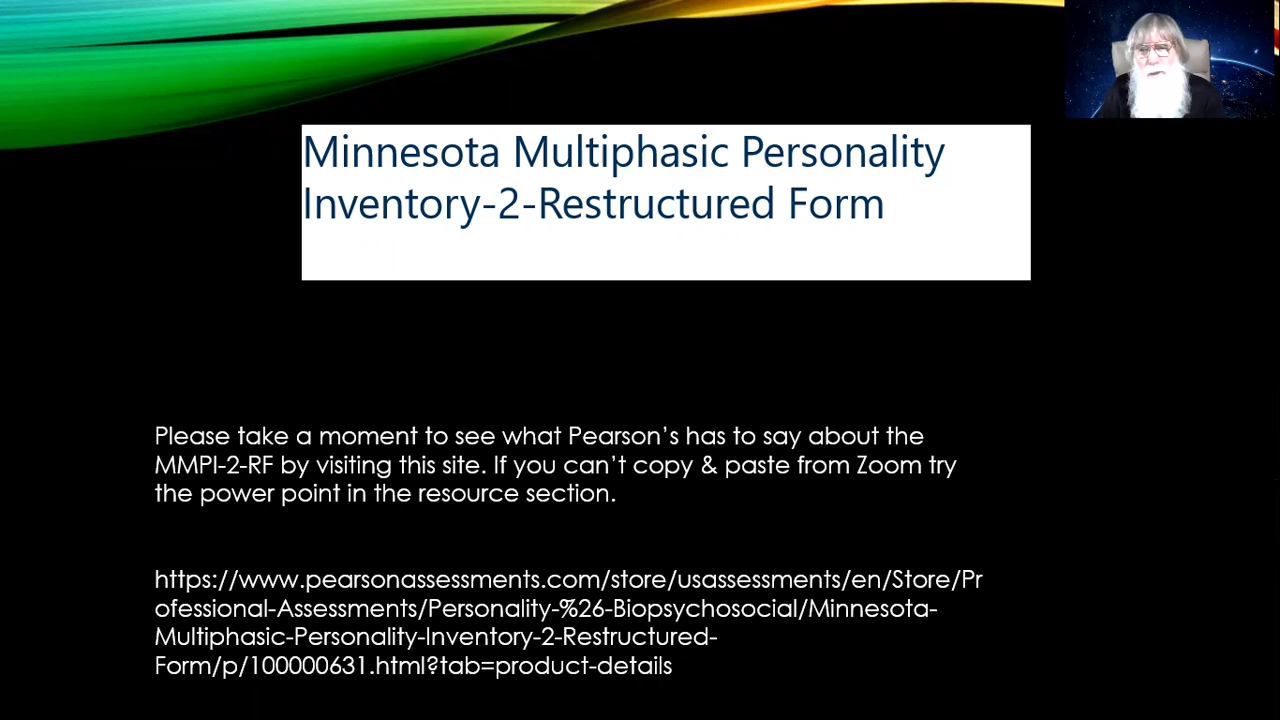 Minnesota Multiphasic Personality
Inventory-2-Restructured Form
Please take a moment to see what Pearson’s has to say about the
MMPI-2-RF by visiting this site. If you can’t copy & paste from Zoom try
the power point in the resource section.
https://www.pearsonassessments.com/store/usassessments/en/Store/Pr
ofessional-Assessments/Personality-%26-Biopsychosocial/Minnesota-
Multiphasic-Personality-Inventory-2-Restructured-
Form/p/100000631.html?tab=product-details